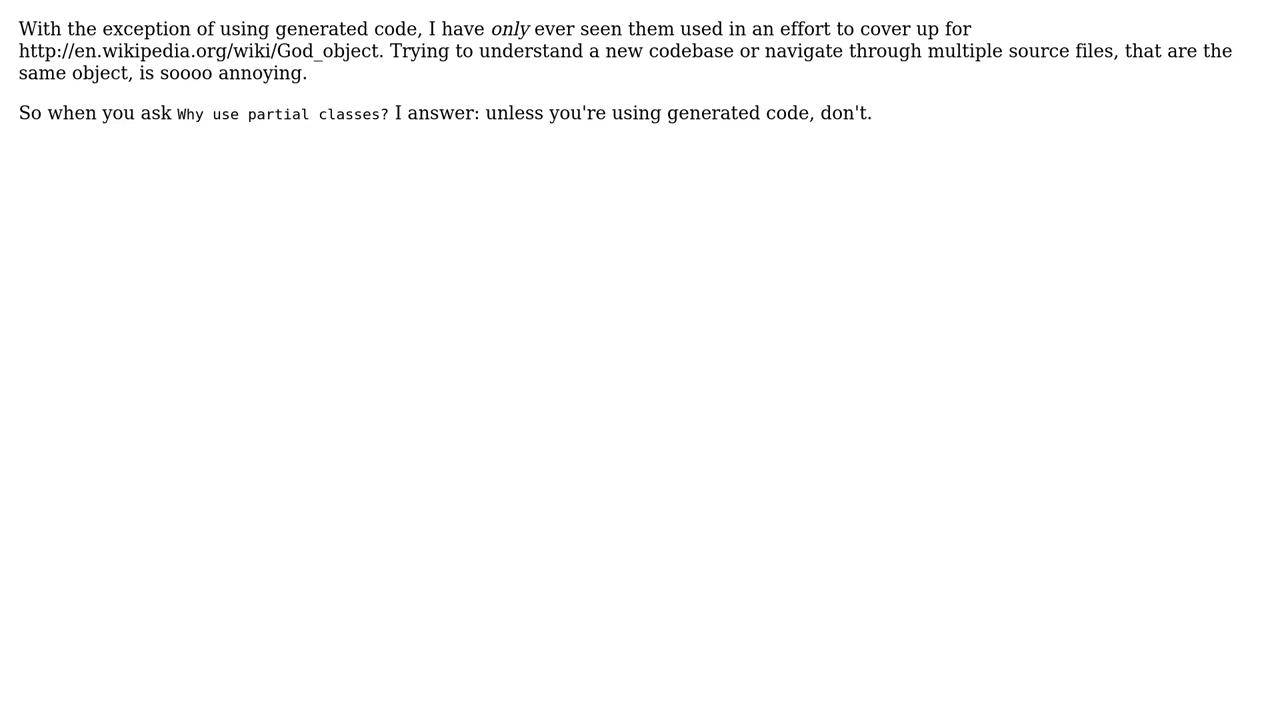 With the exception of using generated code, I have only ever seen them used in an effort to cover up for
http://en.wikipedia.org/wiki/God_object. Trying to understand a new codebase or navigate through multiple source files, that are the
same object, is soooo annoying.
So when you ask Why use partial classes? I answer: unless you're using generated code, don't.